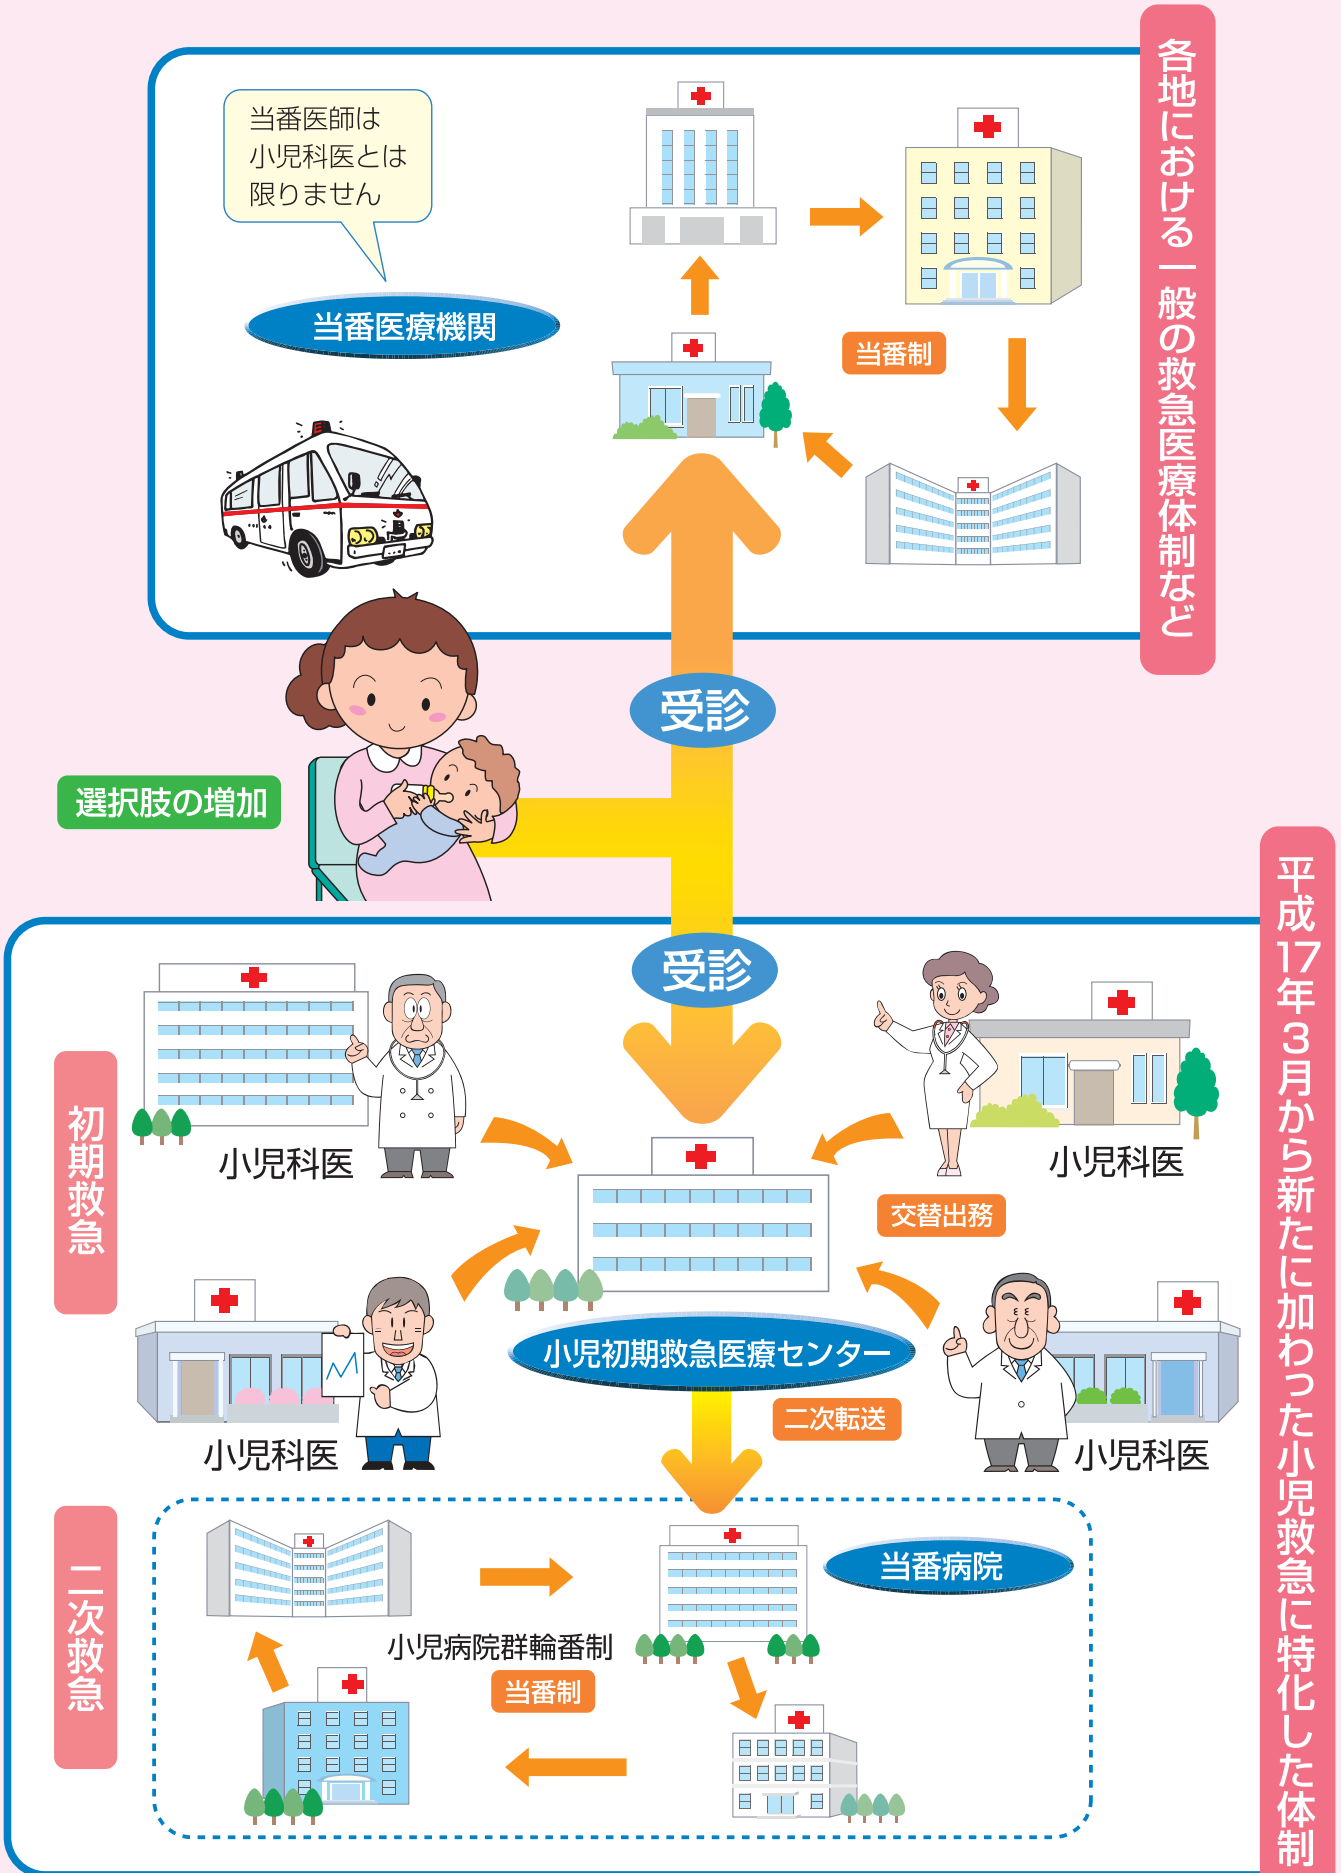 各地における一般の救急医療体制など
当番医師は
小児科医とは
限りません
当番医療機関
当番制
受診
選択肢の増加
受診
平成17年3月から新たに加わった小児救急に特化した体制
初期救急
小児科医
小児科医
交替出務
小児初期救急医療センター
小児科医
小児科医
二次転送
二次救急
当番病院
小児病院群輪番制
当番制